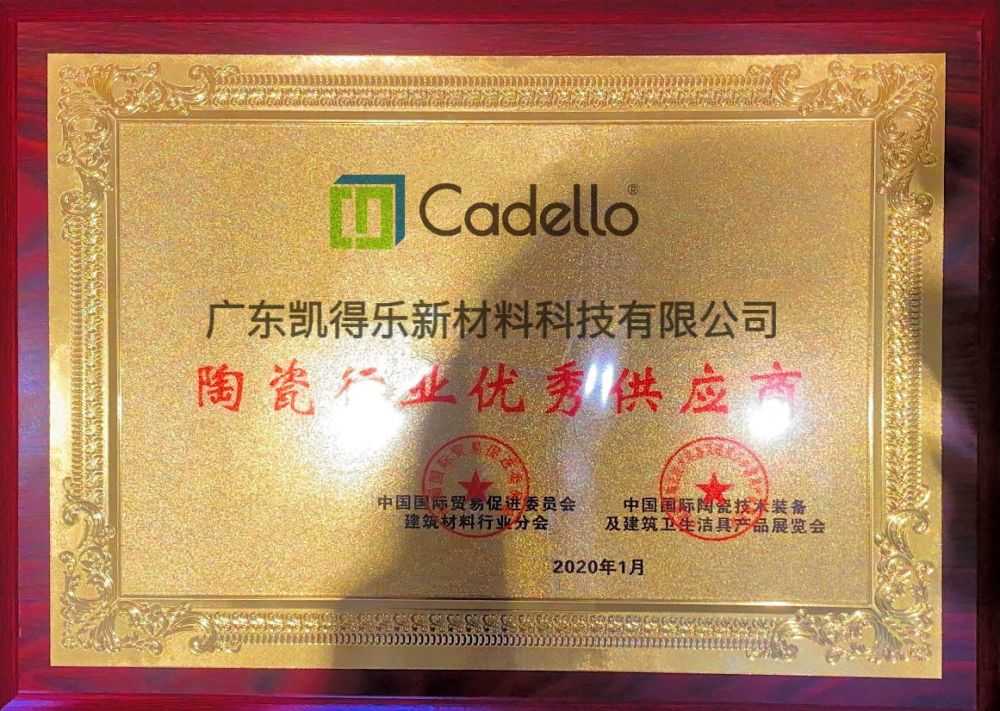 Cadello®
广东凯得乐新材料科技有限公司
陶瓷行业优秀供应商
中国国际贸易促进委员会
建筑材料行业分会
中国国际陶瓷技术装备
及建筑卫生洁具产品展览会
2020年1月